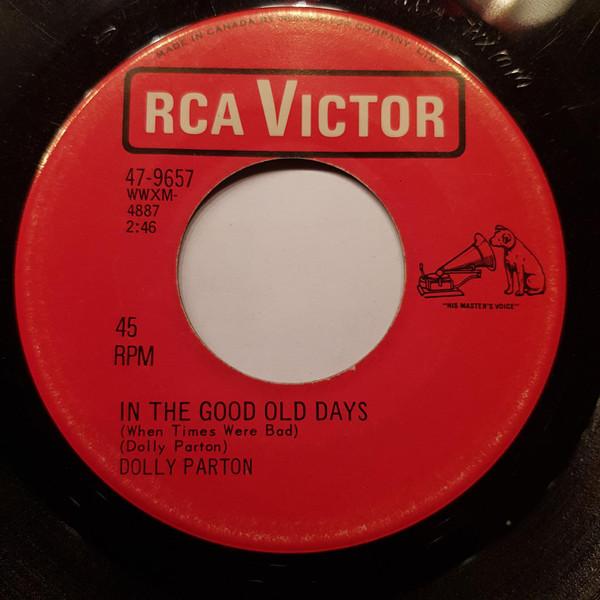 MADE IN CANADA BY RCA VICTOR COMPANY, LTD.
RCA VICTOR
47-9657
WWXM-
4887
2:46
"HIS MASTER'S VOICE"
45
RPM
IN THE GOOD OLD DAYS
(When Times Were Bad)
(Dolly Parton)
DOLLY PARTON